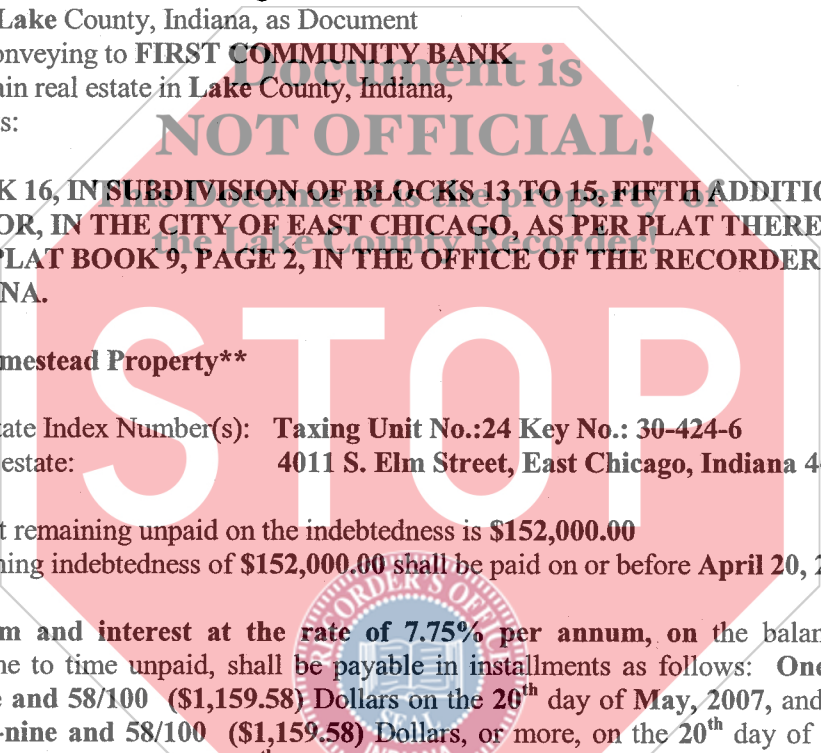 Lake County, Indiana, as Document
onveying to FIRST COMMUNITY BANK
ain real estate in Lake County, Indiana,
s:
Document is
NOT OFFICIAL!
This Document is the property of
the Lake County Recorder!
K 16, IN SUBDIVISION OF BLOCKS 13 TO 15, FIFTH ADDITIO
OR, IN THE CITY OF EAST CHICAGO, AS PER PLAT THERE
PLAT BOOK 9, PAGE 2, IN THE OFFICE OF THE RECORDER
NA.
STOP
mestead Property**
tate Index Number(s): Taxing Unit No.:24 Key No.: 30-424-6
estate: 4011 S. Elm Street, East Chicago, Indiana 4
t remaining unpaid on the indebtedness is $152,000.00
ning indebtedness of $152,000.00 shall be paid on or before April 20, 2
m and interest at the rate of 7.75% per annum, on the balan
ne to time unpaid, shall be payable in installments as follows: One
e and 58/100 ($1,159.58) Dollars on the 20th day of May, 2007, and
-nine and 58/100 ($1,159.58) Dollars, or more, on the 20th day of
RECORDER'S OFFICE
SEAL
INDIANA